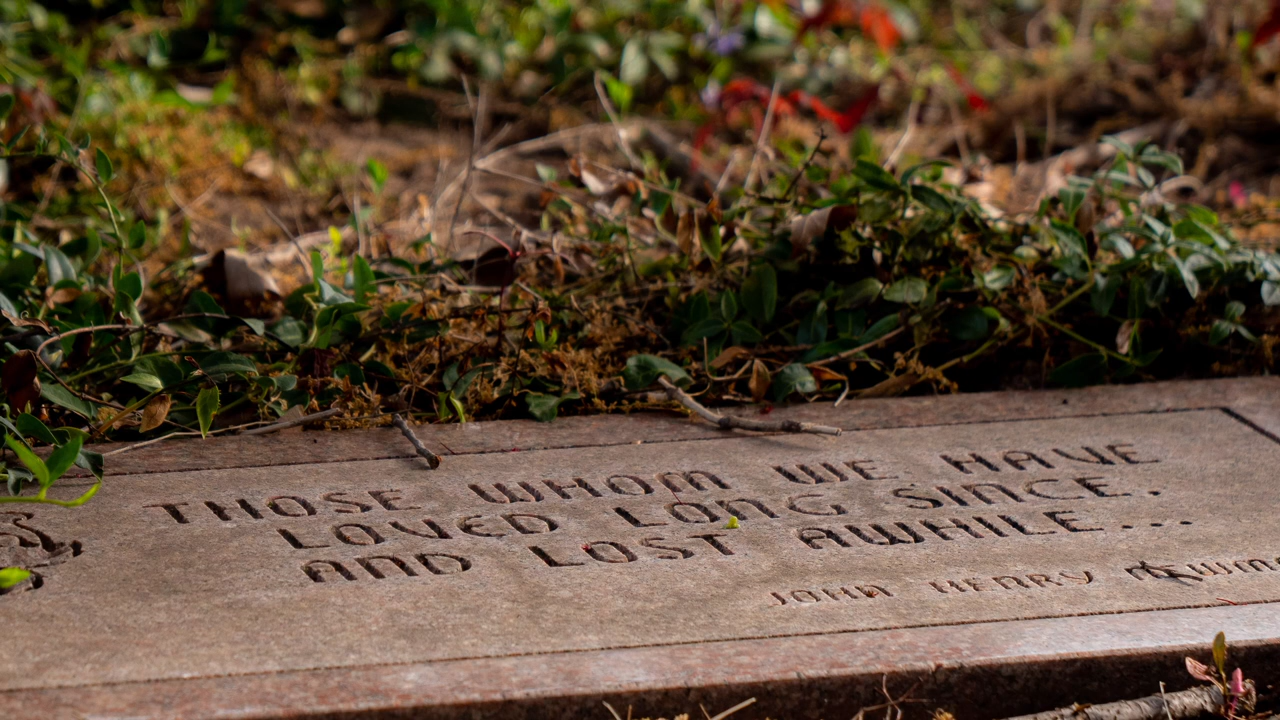 THOSE WHOM WE HAVE
LOVED LONG SINCE.
AND LOST AWHILE...
JOHN HENRY